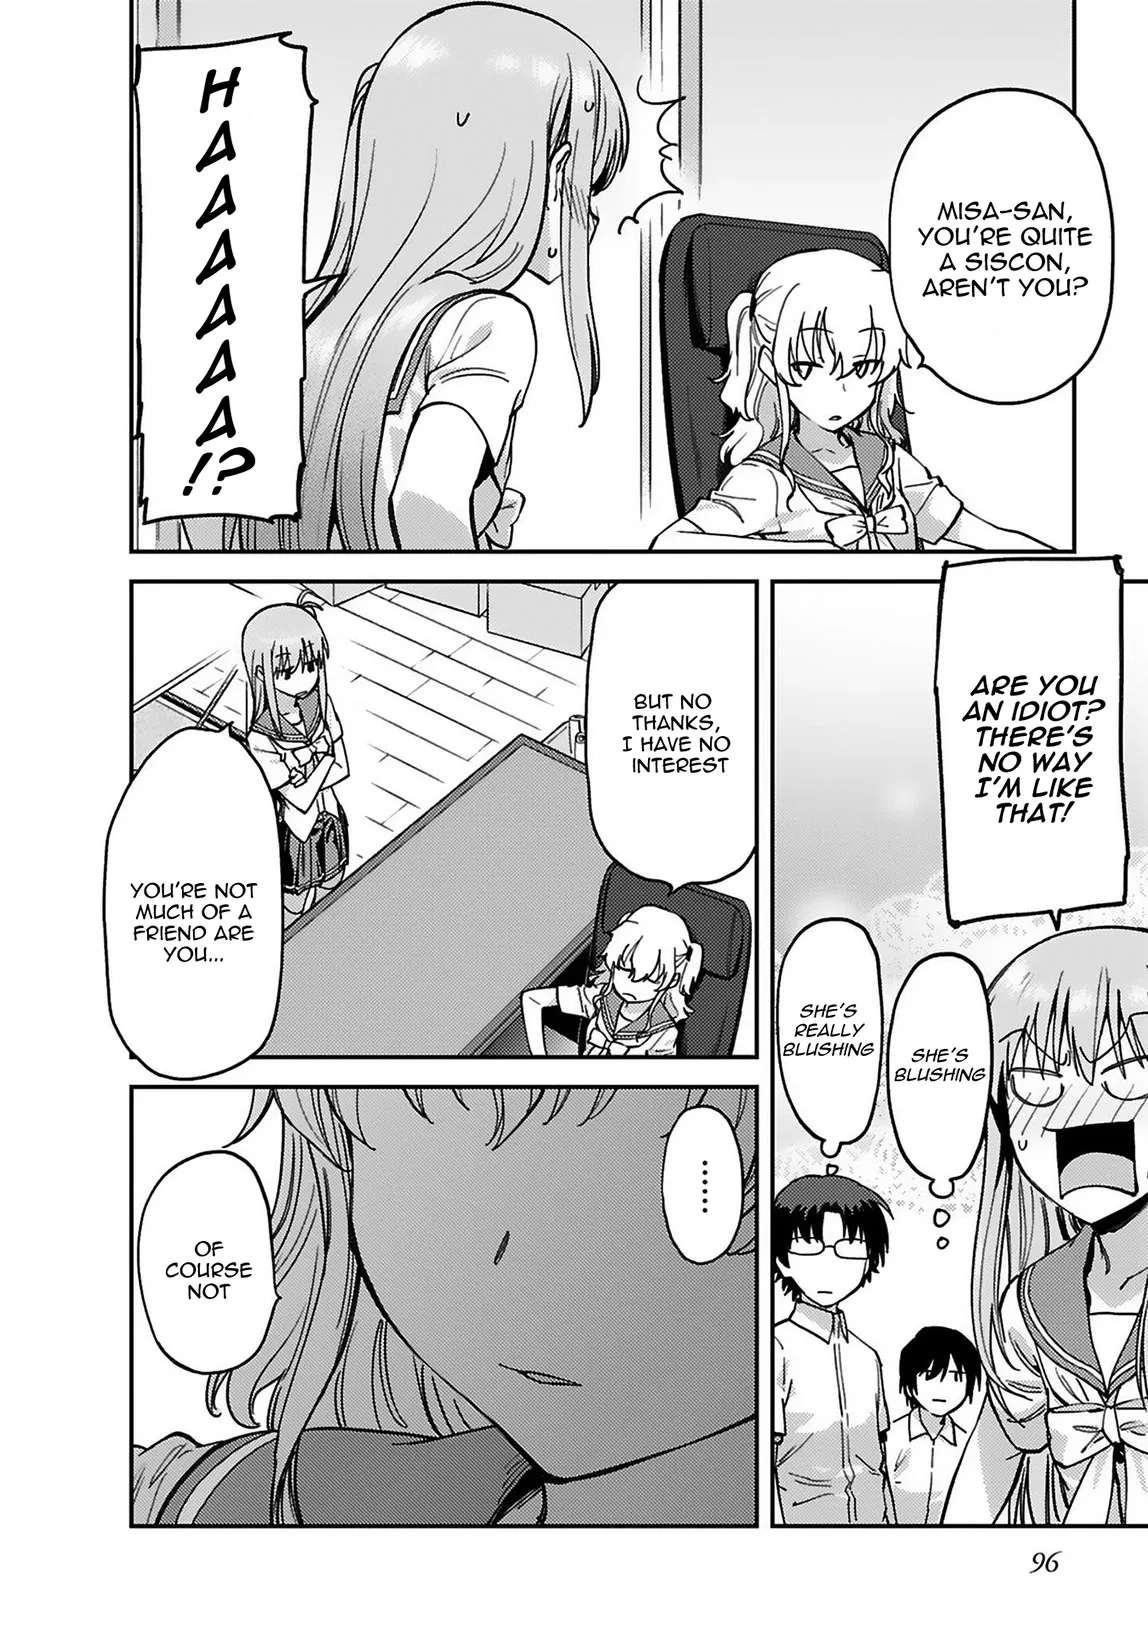 MISA-SAN,
YOU'RE QUITE
A SISCON,
AREN'T YOU?
HAAAAAAA!?
ARE YOU
AN IDIOT?
THERE'S
NO WAY
I'M LIKE
THAT!
SHE'S
BLUSHING
SHE'S
REALLY
BLUSHING
BUT NO
THANKS,
I HAVE NO
INTEREST
YOU'RE NOT
MUCH OF A
FRIEND ARE
YOU...
......
OF
COURSE
NOT
96